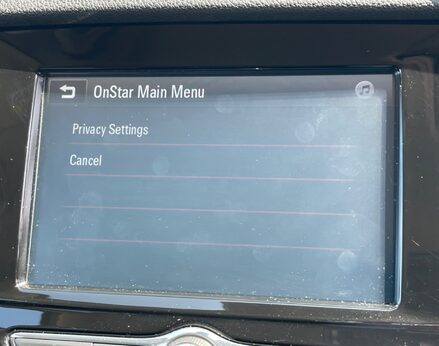 OnStar Main Menu
Privacy Settings
Cancel